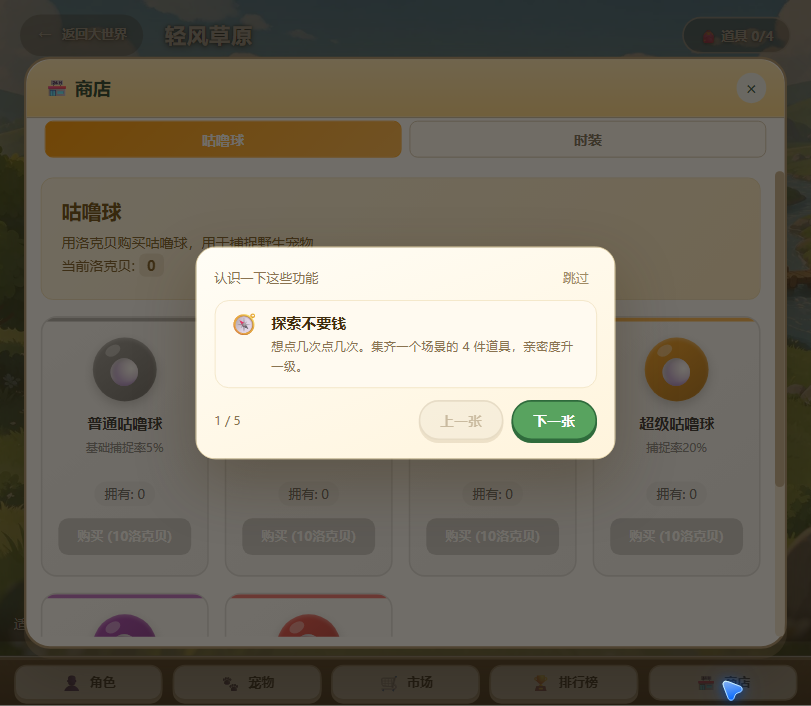 ← 返回大世界
轻风草原
道具 0/4
商店
×
咕噜球
时装
咕噜球
用洛克贝购买咕噜球，用于捕捉野生宠物
当前洛克贝: 0
认识一下这些功能
跳过
探索不要钱
想点几次点几次。集齐一个场景的 4 件道具，亲密度升
一级。
1 / 5
上一张
下一张
普通咕噜球
超级咕噜球
基础捕捉率5%
捕捉率20%
拥有: 0
拥有: 0
拥有: 0
拥有: 0
购买 (10洛克贝)
购买 (10洛克贝)
购买 (10洛克贝)
购买 (10洛克贝)
适
角色
宠物
市场
排行榜
商店